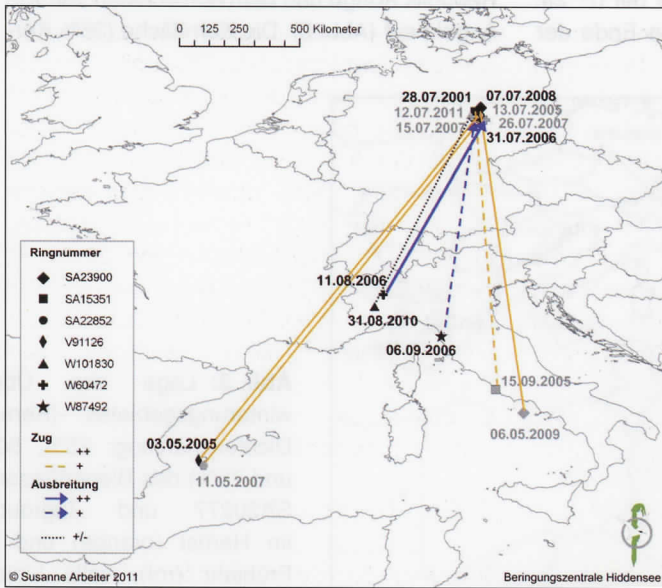 0 125 250 500 Kilometer
28.07.2001 07.07.2008
12.07.2011 13.07.2005
15.07.2007 26.07.2007
31.07.2006
Ringnummer
SA23900
SA15351
SA22852
V91126
W101830
W60472
W87492
Zug
++
+
Ausbreitung
++
+
+/-
11.08.2006
31.08.2010
06.09.2006
15.09.2005
06.05.2009
03.05.2005
11.05.2007
© Susanne Arbeiter 2011
Beringungszentrale Hiddensee